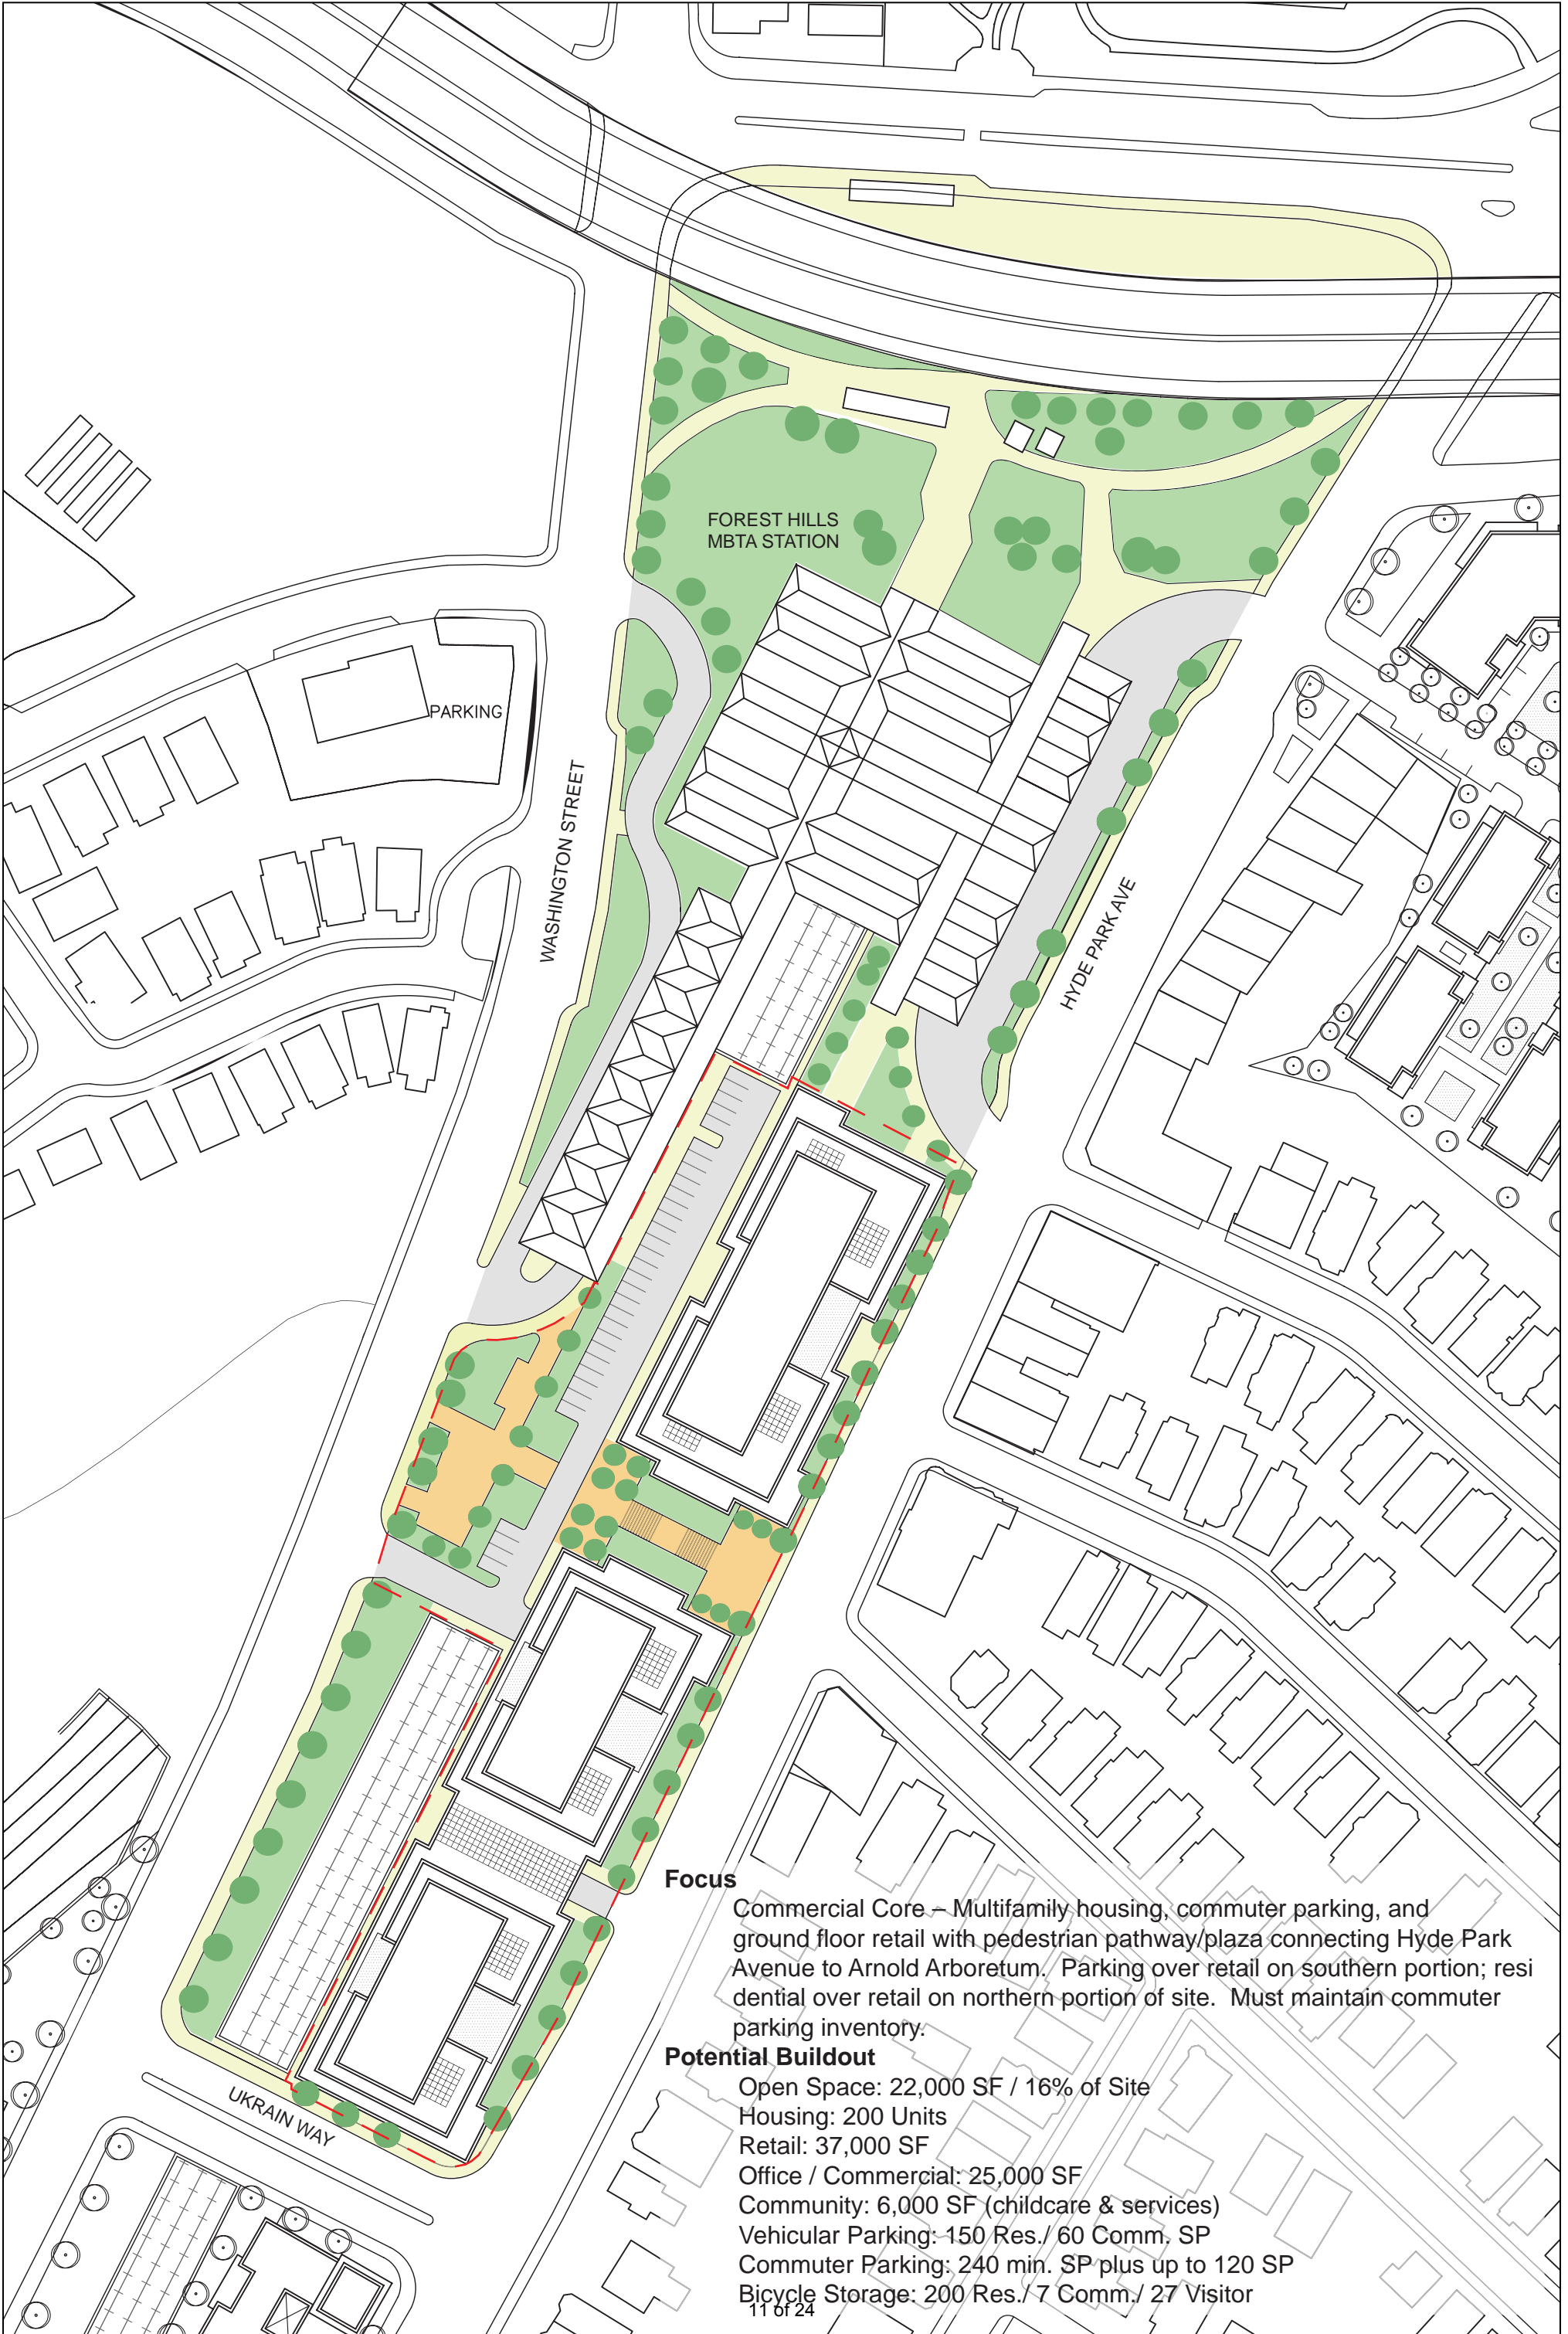 FOREST HILLS
MBTA STATION
PARKING
WASHINGTON STREET
HYDE PARK AVE
Focus
Commercial Core – Multifamily housing, commuter parking, and
ground floor retail with pedestrian pathway/plaza connecting Hyde Park
Avenue to Arnold Arboretum. Parking over retail on southern portion; resi
dential over retail on northern portion of site. Must maintain commuter
parking inventory.
Potential Buildout
Open Space: 22,000 SF / 16% of Site
Housing: 200 Units
Retail: 37,000 SF
Office / Commercial: 25,000 SF
Community: 6,000 SF (childcare & services)
Vehicular Parking: 150 Res./ 60 Comm. SP
Commuter Parking: 240 min. SP plus up to 120 SP
Bicycle Storage: 200 Res./ 7 Comm./ 27 Visitor
UKRAIN WAY
11 of 24